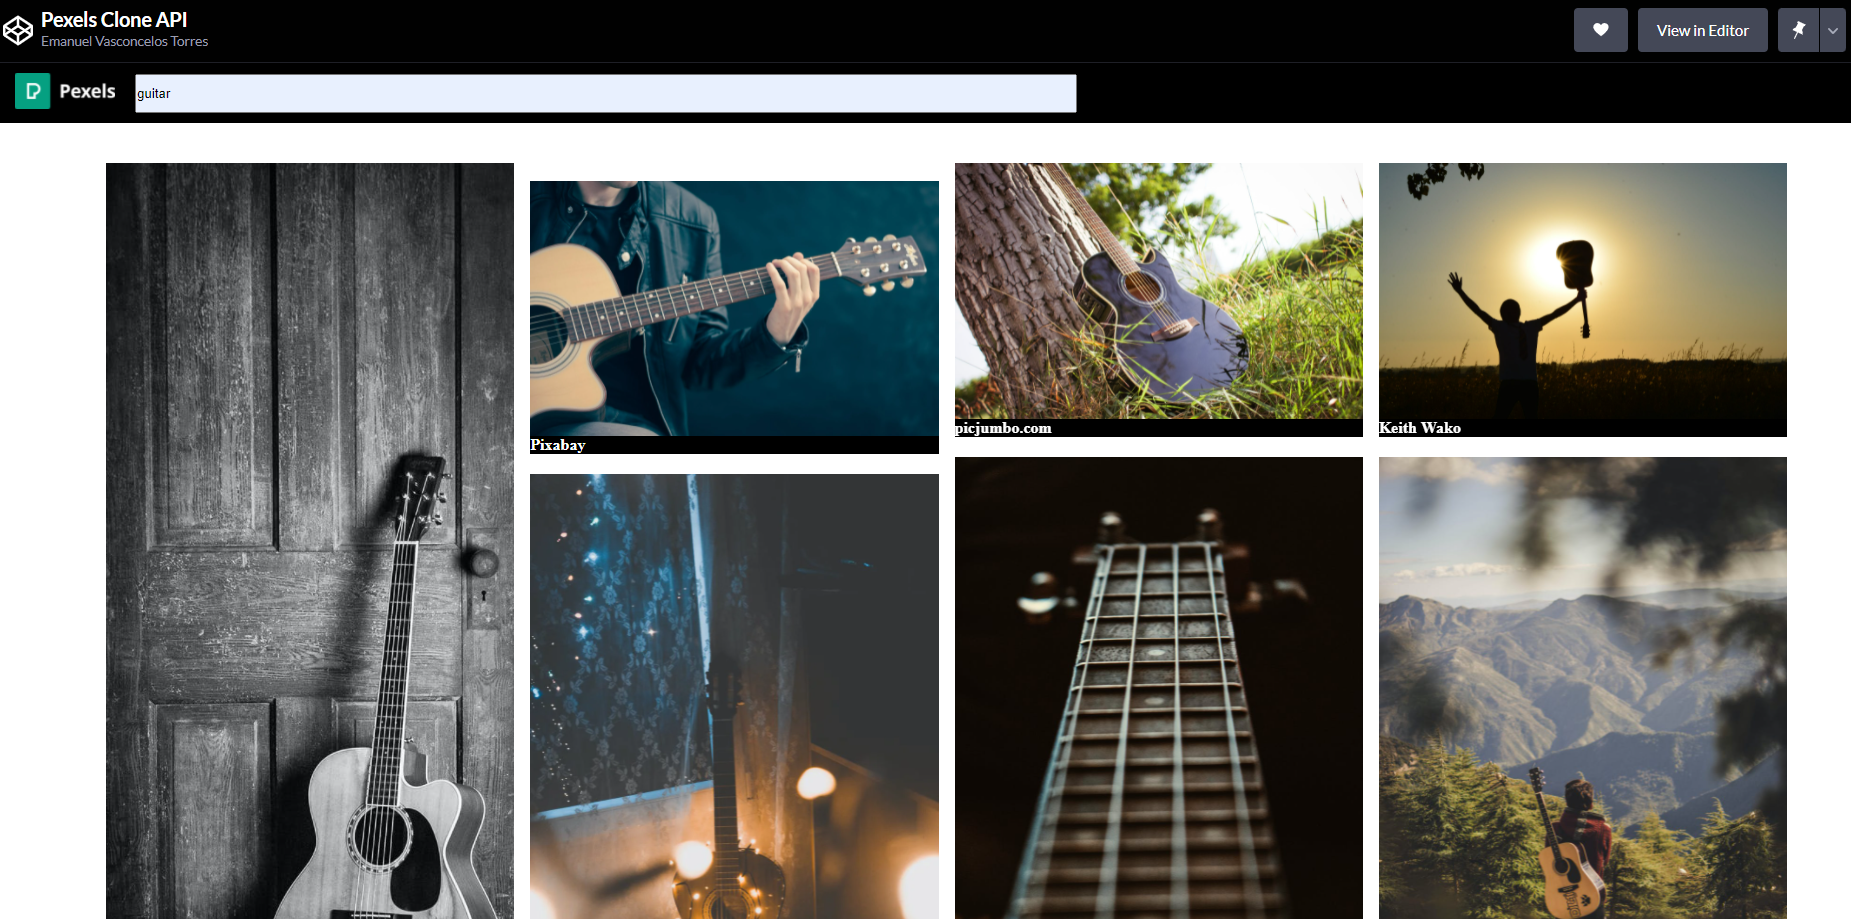 Pexels Clone API
Emanuel Vasconcelos Torres
View in Editor
Pexels
guitar
Pixabay
picjumbo.com
Keith Wako